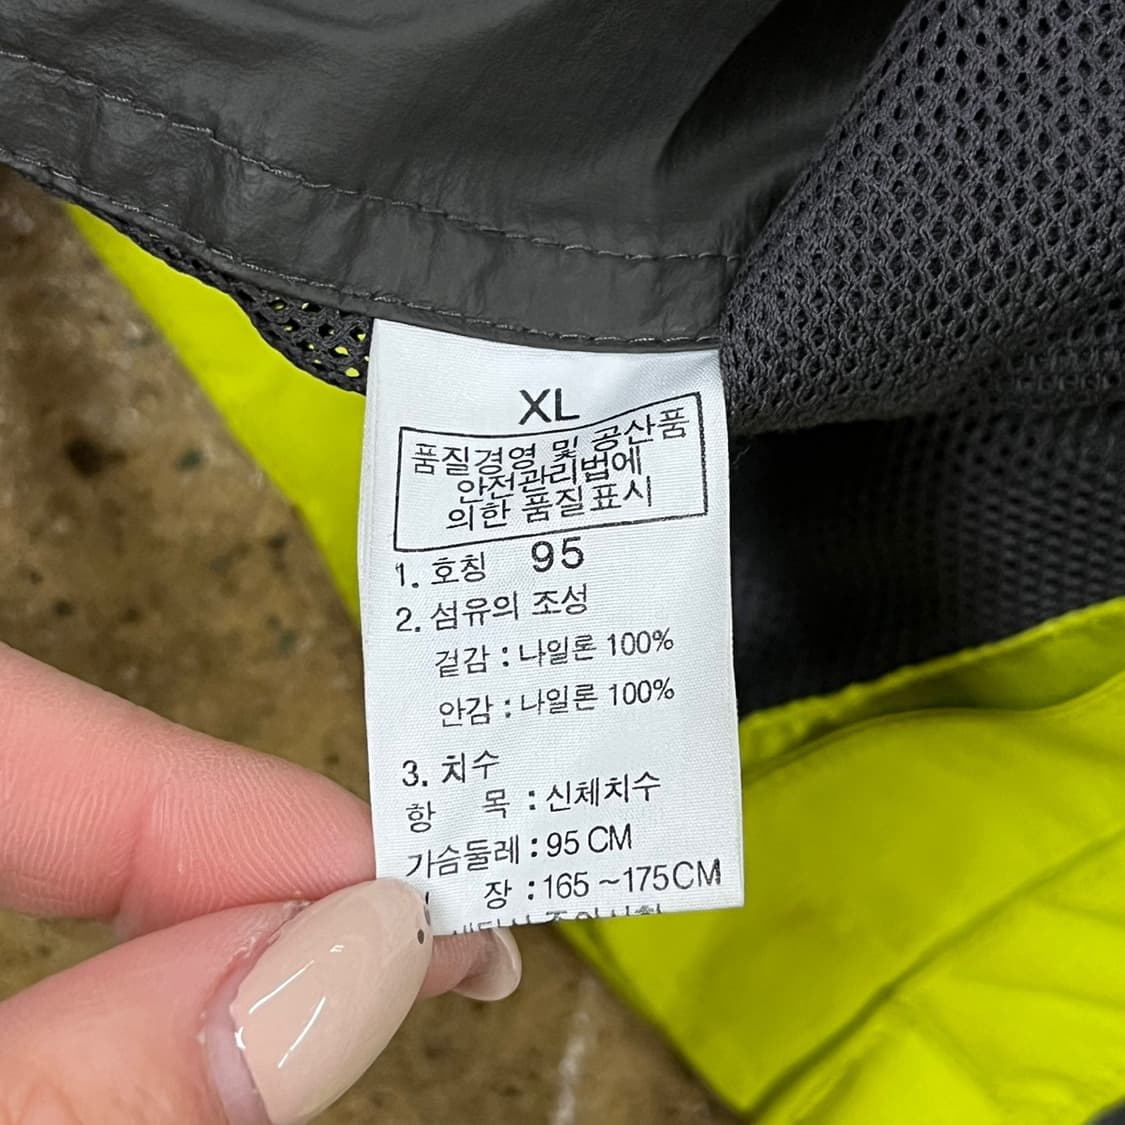 XL
품질경영 및 공산품
안전관리법에
의한 품질표시
1. 호칭 95
2. 섬유의 조성
겉감 : 나일론 100%
안감 : 나일론 100%
3. 치수
항 목 : 신체치수
가슴둘레 : 95 CM
장 : 165 ~175CM